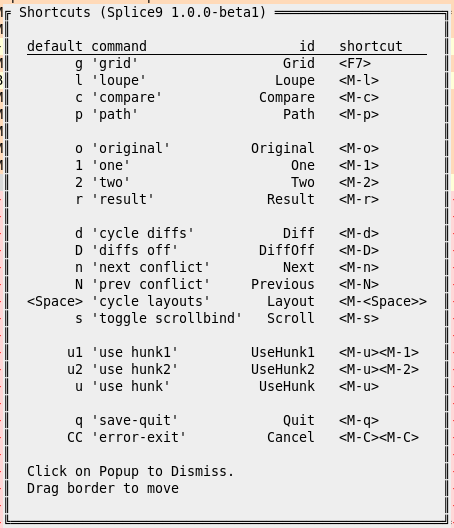 Shortcuts (Splice9 1.0.0-beta1)
default command id shortcut
g 'grid' Grid <F7>
l 'loupe' Loupe <M-l>
c 'compare' Compare <M-c>
p 'path' Path <M-p>
o 'original' Original <M-o>
1 'one' One <M-1>
2 'two' Two <M-2>
r 'result' Result <M-r>
d 'cycle diffs' Diff <M-d>
D 'diffs off' DiffOff <M-D>
n 'next conflict' Next <M-n>
N 'prev conflict' Previous <M-N>
<Space> 'cycle layouts' Layout <M-<Space>>
s 'toggle scrollbind' Scroll <M-s>
u1 'use hunk1' UseHunk1 <M-u><M-1>
u2 'use hunk2' UseHunk2 <M-u><M-2>
u 'use hunk' UseHunk <M-u>
q 'save-quit' Quit <M-q>
CC 'error-exit' Cancel <M-C><M-C>
Click on Popup to Dismiss.
Drag border to move